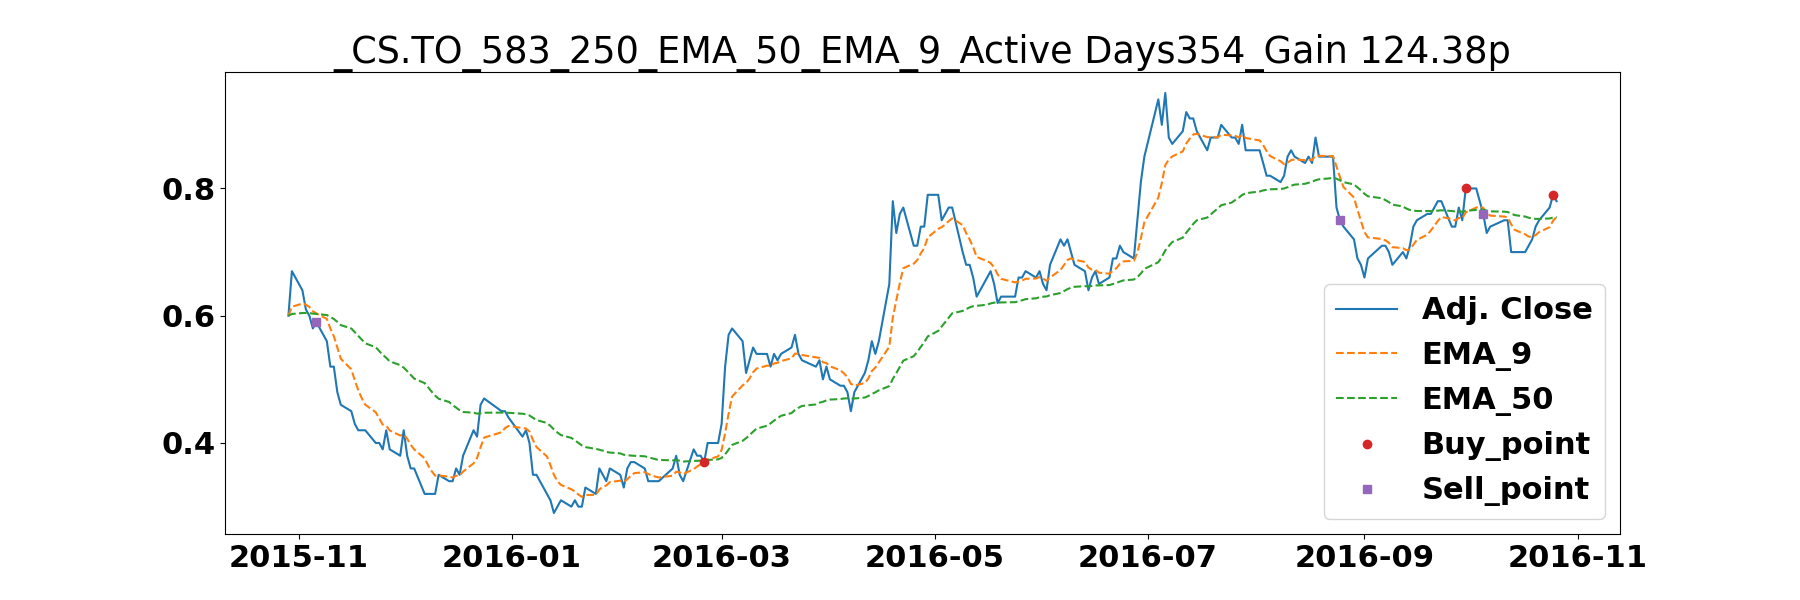 _CS.TO_583_250_EMA_50_EMA_9_Active Days354_Gain 124.38p
0.8
0.6
0.4
Adj. Close
EMA_9
EMA_50
Buy_point
Sell_point
2015-11 2016-01 2016-03 2016-05 2016-07 2016-09 2016-11